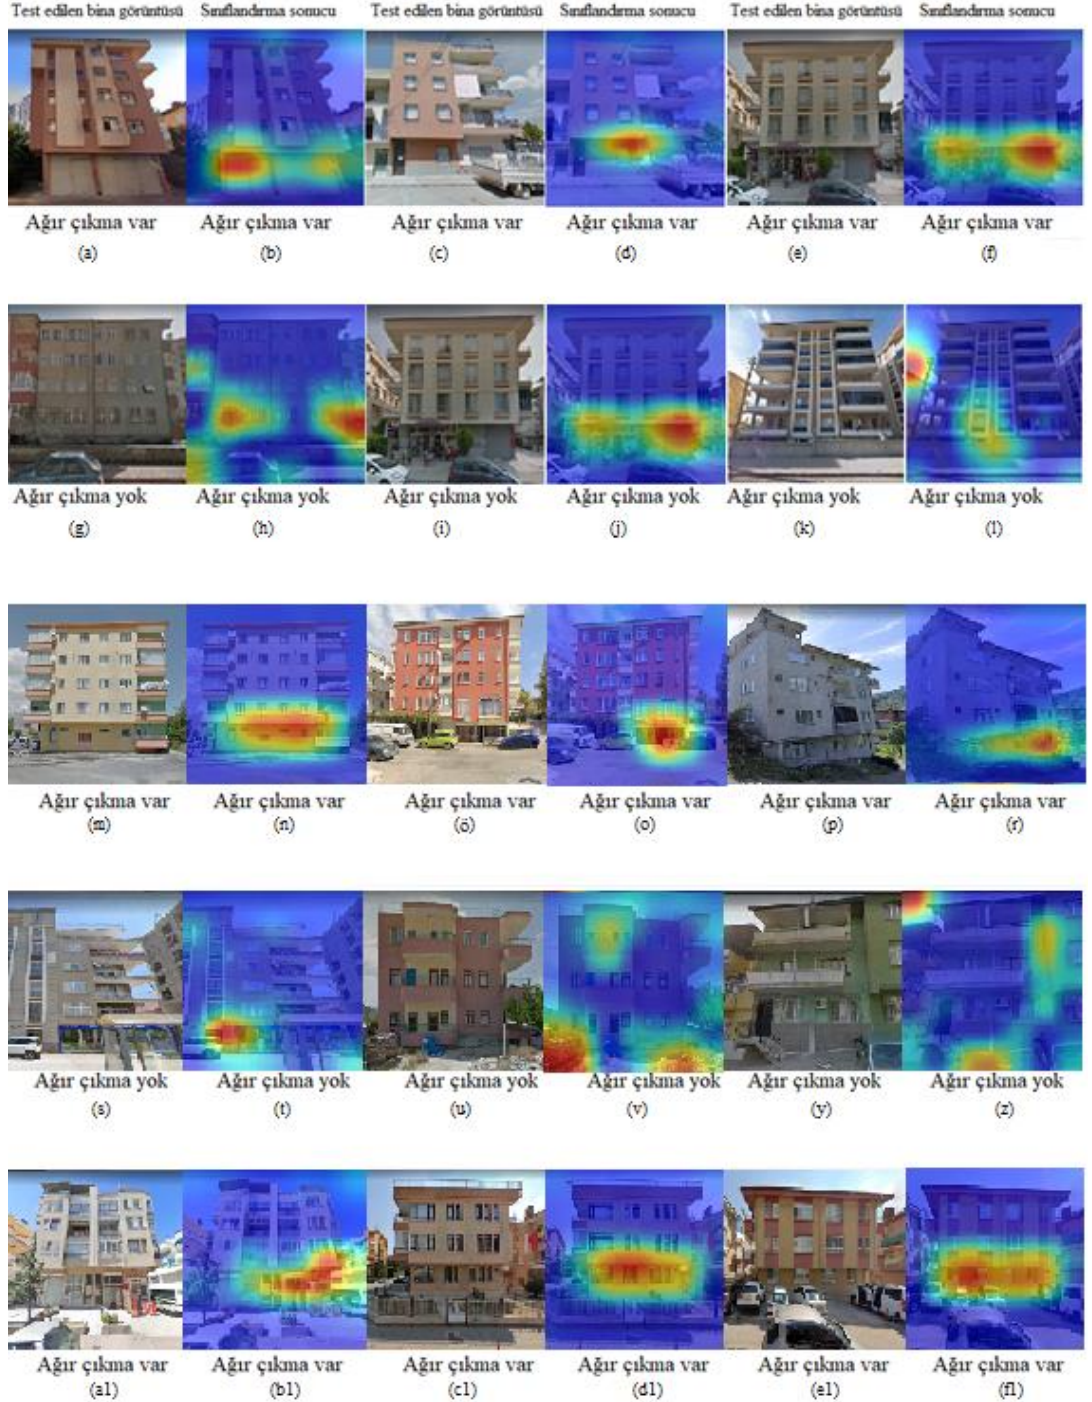 Test edilen bina görüntüsü Sınıflandırma sonucu Test edilen bina görüntüsü Sınıflandırma sonucu Test edilen bina görüntüsü Sınıflandırma sonucu
Ağır çıkma var Ağır çıkma var Ağır çıkma var Ağır çıkma var Ağır çıkma var Ağır çıkma var
(a) (b) (c) (d) (e) (f)
Ağır çıkma yok Ağır çıkma yok Ağır çıkma yok Ağır çıkma yok Ağır çıkma yok Ağır çıkma yok
(g) (h) (i) (j) (k) (l)
Ağır çıkma var Ağır çıkma var Ağır çıkma var Ağır çıkma var Ağır çıkma var Ağır çıkma var
(m) (n) (ö) (o) (p) (r)
Ağır çıkma yok Ağır çıkma yok Ağır çıkma yok Ağır çıkma yok Ağır çıkma yok Ağır çıkma yok
(s) (t) (u) (v) (y) (z)
Ağır çıkma var Ağır çıkma var Ağır çıkma var Ağır çıkma var Ağır çıkma var Ağır çıkma var
(a1) (b1) (c1) (d1) (e1) (f1)